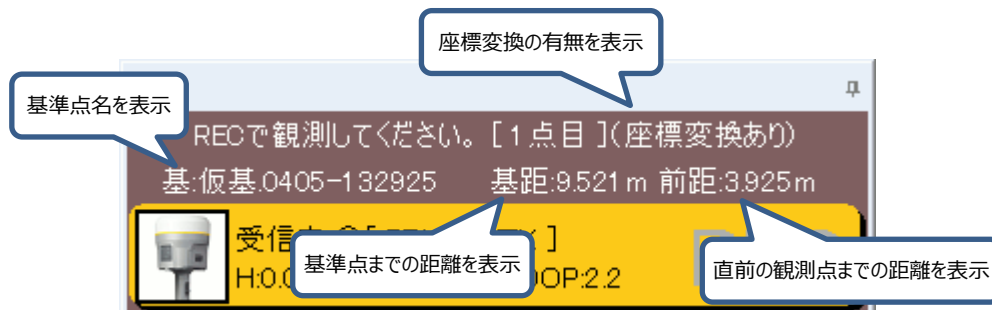 座標変換の有無を表示
基準点名を表示
RECで観測してください。[1点目](座標変換あり)
基:仮基.0405-132925 基距:9.521m 前距:3.925m
受信
基準点までの距離を表示
直前の観測点までの距離を表示
H:0.0 OP:2.2